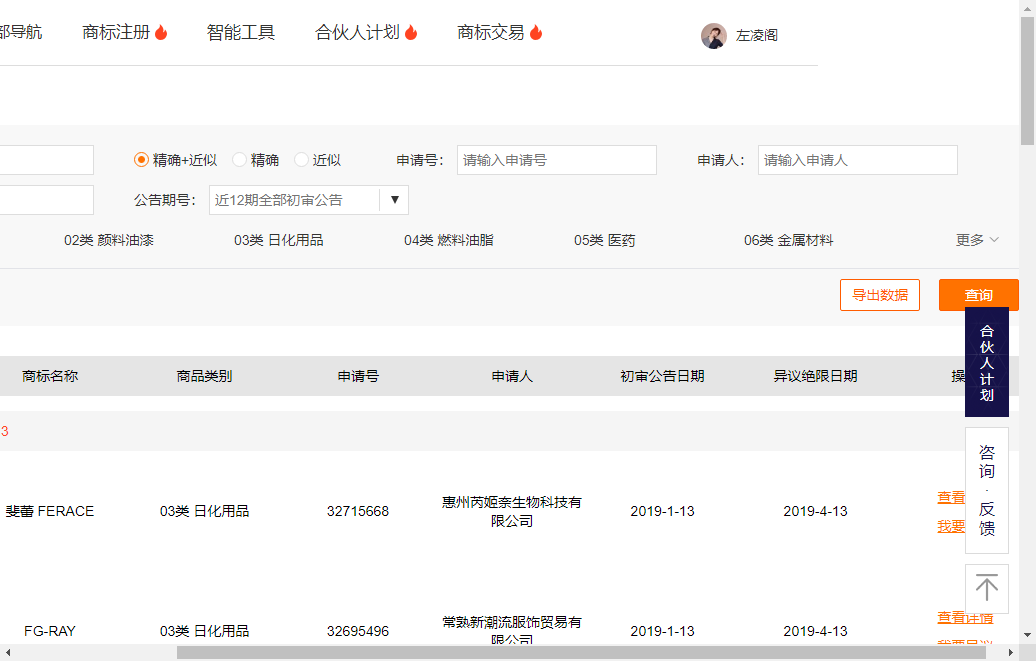 部导航 商标注册 智能工具 合伙人计划 商标交易 左凌阁
精确+近似 精确 近似 申请号： 请输入申请号 申请人： 请输入申请人
公告期号： 近12期全部初审公告 ▼
02类 颜料油漆 03类 日化用品 04类 燃料油脂 05类 医药 06类 金属材料 更多
导出数据 查询
合伙人计划
商标名称 商品类别 申请号 申请人 初审公告日期 异议绝限日期 操
3
咨询·反馈
斐蕾 FERACE 03类 日化用品 32715668 惠州芮姬奈生物科技有限公司 2019-1-13 2019-4-13 查看
我要
FG-RAY 03类 日化用品 32695496 常熟新潮流服饰贸易有限公司 2019-1-13 2019-4-13 查看详情
我要异议